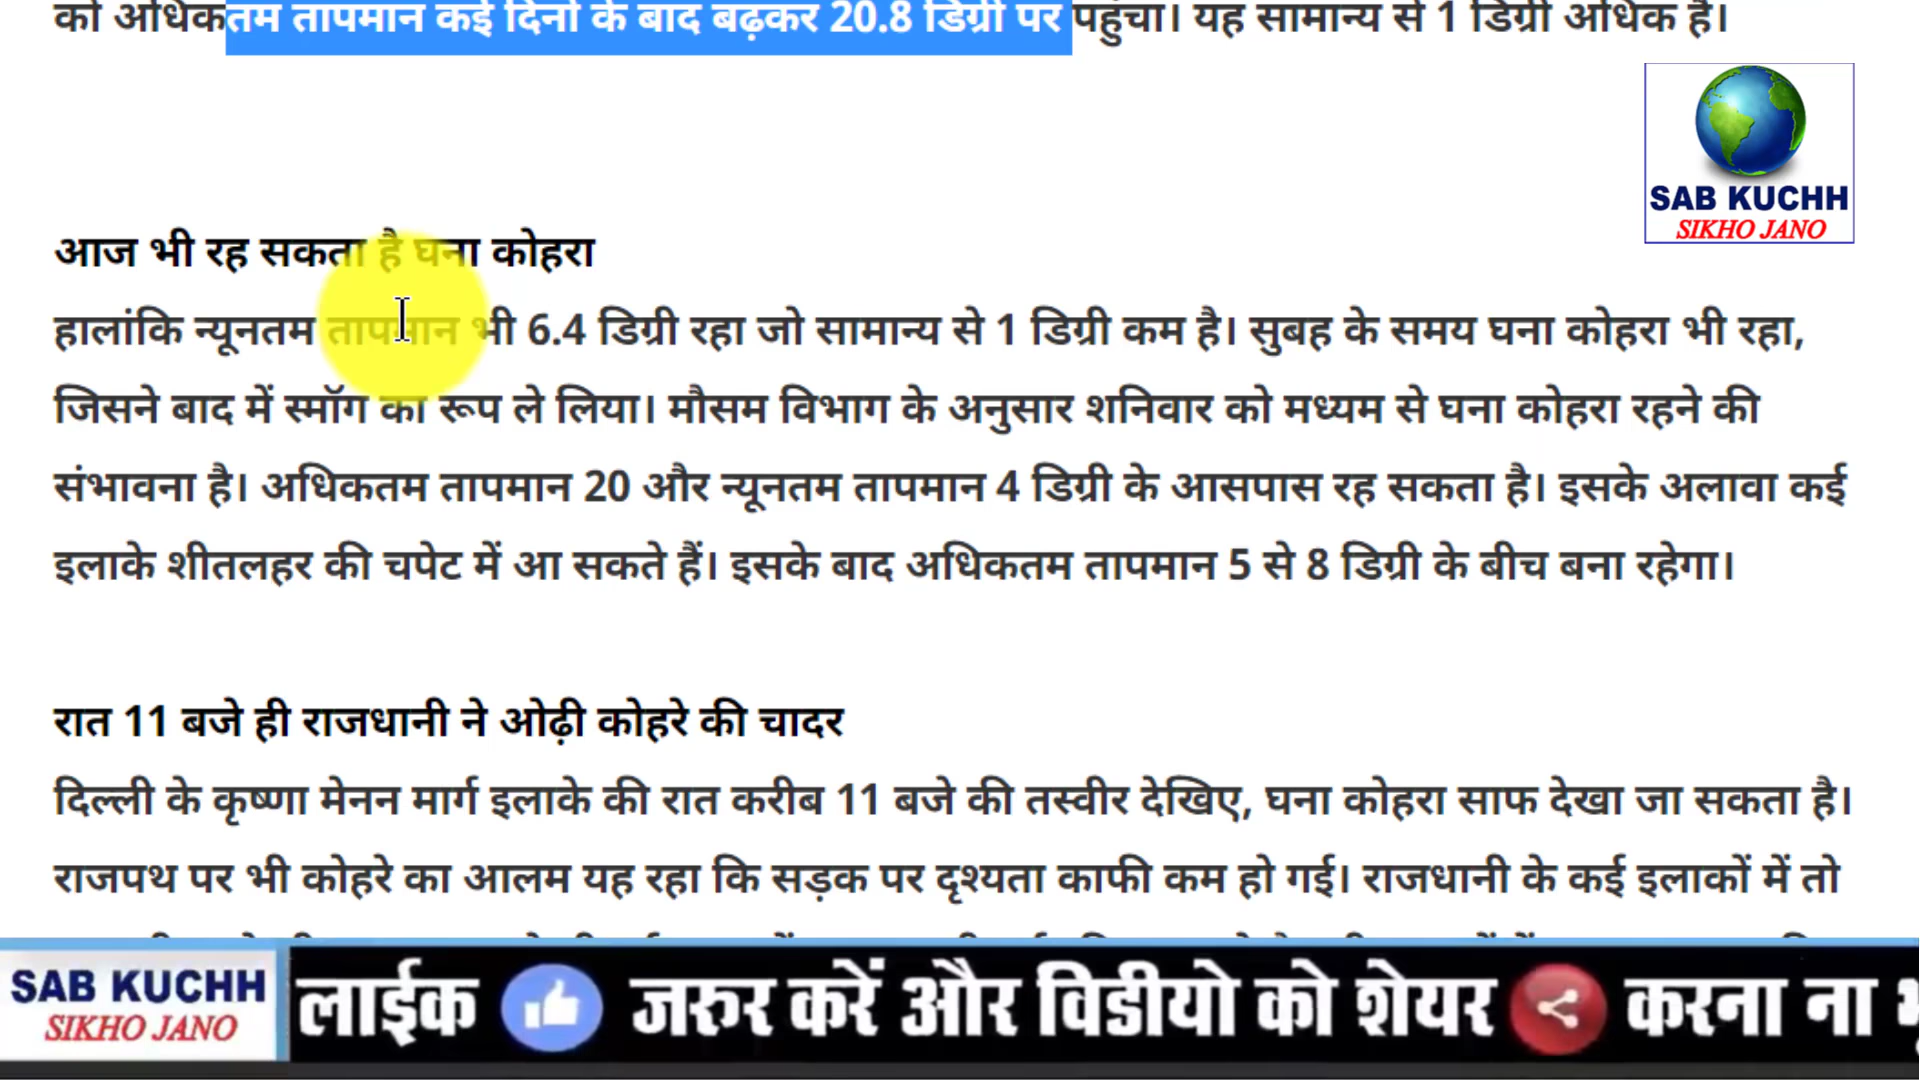 को अधिकतम तापमान कई दिनों के बाद बढ़कर 20.8 डिग्री पर पहुंचा। यह सामान्य से 1 डिग्री अधिक है।
SAB KUCHH
SIKHO JANO
आज भी रह सकता है घना कोहरा
हालांकि न्यूनतम तापमान भी 6.4 डिग्री रहा जो सामान्य से 1 डिग्री कम है। सुबह के समय घना कोहरा भी रहा,
जिसने बाद में स्मॉग का रूप ले लिया। मौसम विभाग के अनुसार शनिवार को मध्यम से घना कोहरा रहने की
संभावना है। अधिकतम तापमान 20 और न्यूनतम तापमान 4 डिग्री के आसपास रह सकता है। इसके अलावा कई
इलाके शीतलहर की चपेट में आ सकते हैं। इसके बाद अधिकतम तापमान 5 से 8 डिग्री के बीच बना रहेगा।
रात 11 बजे ही राजधानी ने ओढ़ी कोहरे की चादर
दिल्ली के कृष्णा मेनन मार्ग इलाके की रात करीब 11 बजे की तस्वीर देखिए, घना कोहरा साफ देखा जा सकता है।
राजपथ पर भी कोहरे का आलम यह रहा कि सड़क पर दृश्यता काफी कम हो गई। राजधानी के कई इलाकों में तो
SAB KUCHH
SIKHO JANO
लाईक जरुर करें और विडीयो को शेयर करना ना